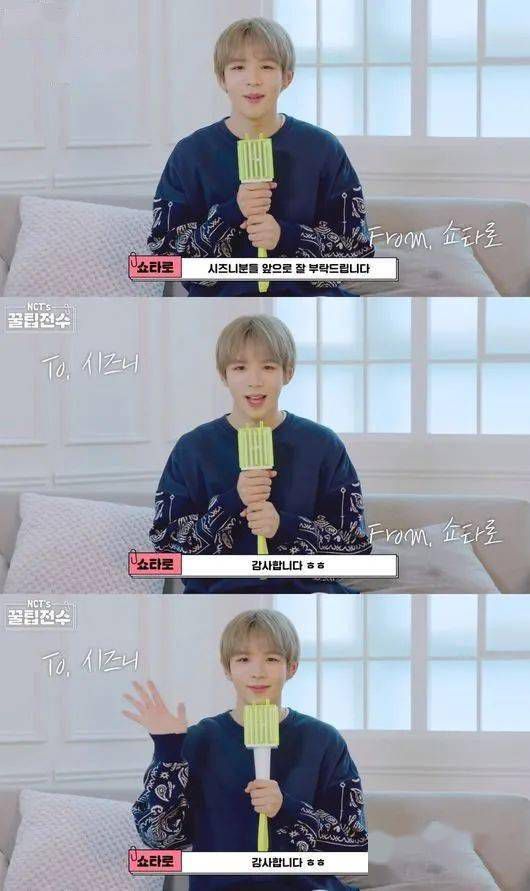 From. 쇼타로
쇼타로
시즈니분들 앞으로 잘 부탁드립니다
NCT's
꿀팁전수
To. 시즈니
From. 쇼타로
쇼타로
감사합니다 ㅎㅎ
NCT's
꿀팁전수
To. 시즈니
쇼타로
감사합니다 ㅎㅎ